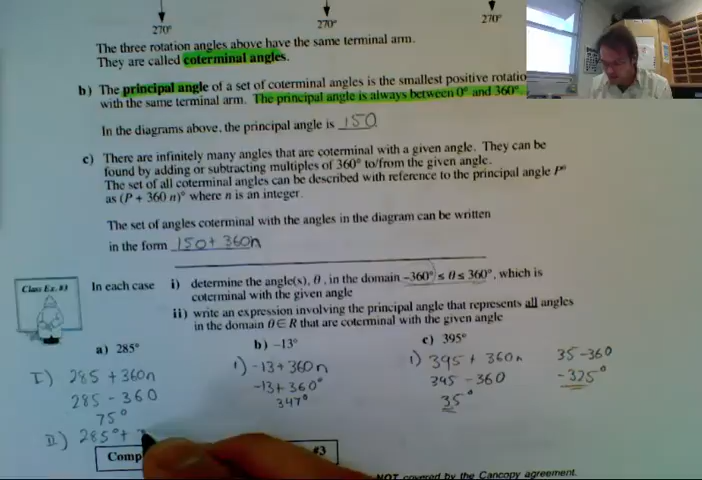 270°
270°
270°
The three rotation angles above have the same terminal arm.
They are called coterminal angles.
b) The principal angle of a set of coterminal angles is the smallest positive rotatio
with the same terminal arm. The principal angle is always between 0° and 360°
In the diagrams above, the principal angle is 150
c) There are infinitely many angles that are coterminal with a given angle. They can be
found by adding or subtracting multiples of 360° to/from the given angle.
The set of all coterminal angles can be described with reference to the principal angle P°
as (P + 360 n)° where n is an integer.
The set of angles coterminal with the angles in the diagram can be written
in the form 150 + 360n
Class Ex. #3
In each case i) determine the angle(s), θ, in the domain −360° ≤ θ ≤ 360°, which is
coterminal with the given angle
ii) write an expression involving the principal angle that represents all angles
in the domain θ ∈ R that are coterminal with the given angle
a) 285°
I) 285 + 360n
285 - 360
75°
II) 285° +
b) −13°
1) -13 + 360n
-13 + 360°
347°
c) 395°
1) 395 + 360n
395 - 360
35°
35 - 360
-325°
Comp
#3
NOT covered by the Cancopy agreement.